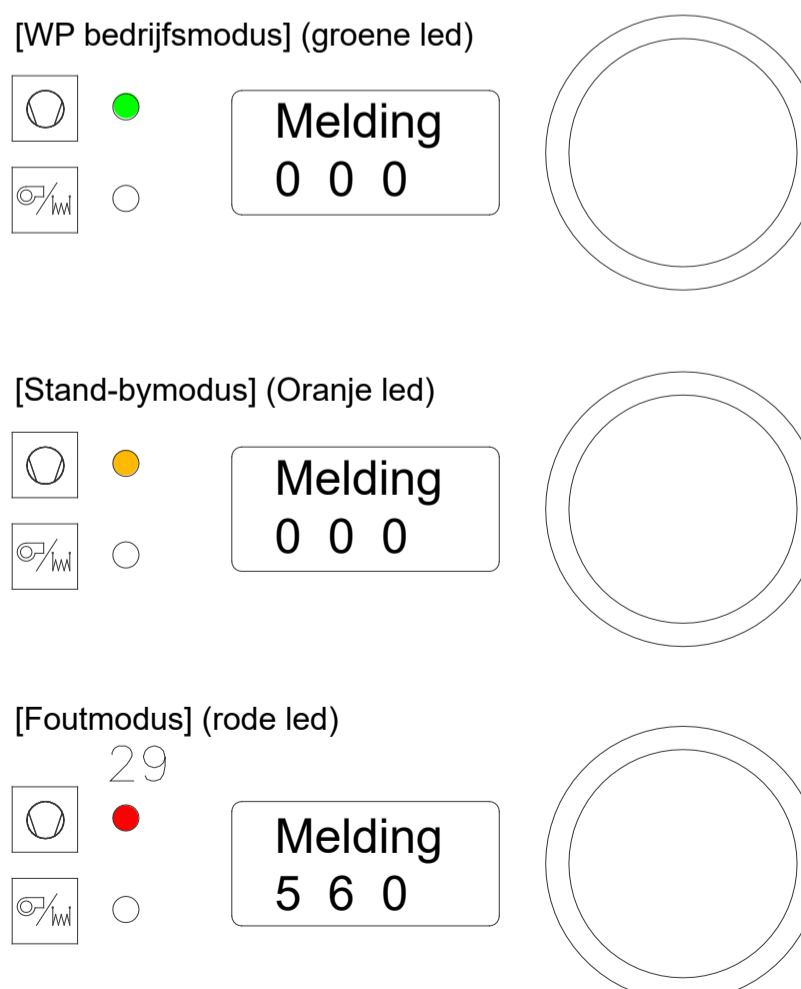 [WP bedrijfsmodus] (groene led)
Melding
0 0 0
[Stand-bymodus] (Oranje led)
Melding
0 0 0
[Foutmodus] (rode led)
29
Melding
5 6 0